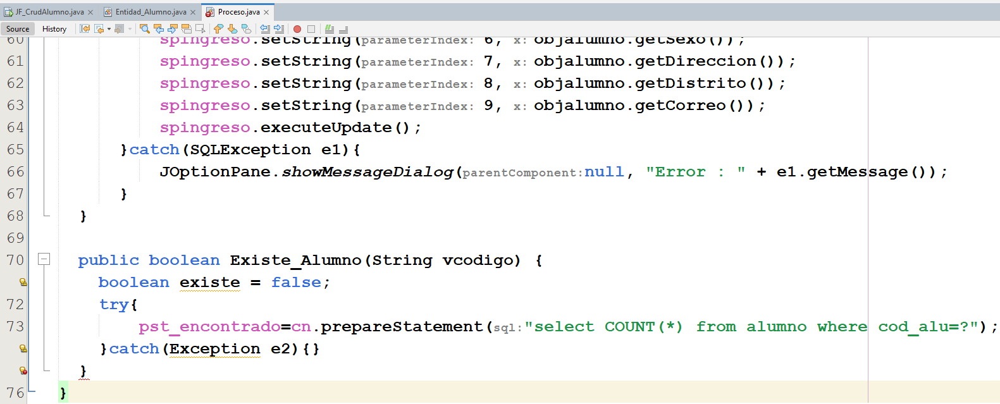 JF_CrudAlumno.java Entidad_Alumno.java Proceso.java
Source History
60 spingreso.setString(parameterIndex: 6, x: objalumno.getSexo());
61 spingreso.setString(parameterIndex: 7, x: objalumno.getDireccion());
62 spingreso.setString(parameterIndex: 8, x: objalumno.getDistrito());
63 spingreso.setString(parameterIndex: 9, x: objalumno.getCorreo());
64 spingreso.executeUpdate();
65 }catch(SQLException e1){
66 JOptionPane.showMessageDialog(parentComponent:null, "Error : " + e1.getMessage());
67 }
68 }
69
70 public boolean Existe_Alumno(String vcodigo) {
boolean existe = false;
72 try{
73 pst_encontrado=cn.prepareStatement(sql:"select COUNT(*) from alumno where cod_alu=?");
}catch(Exception e2){}
}
76 }